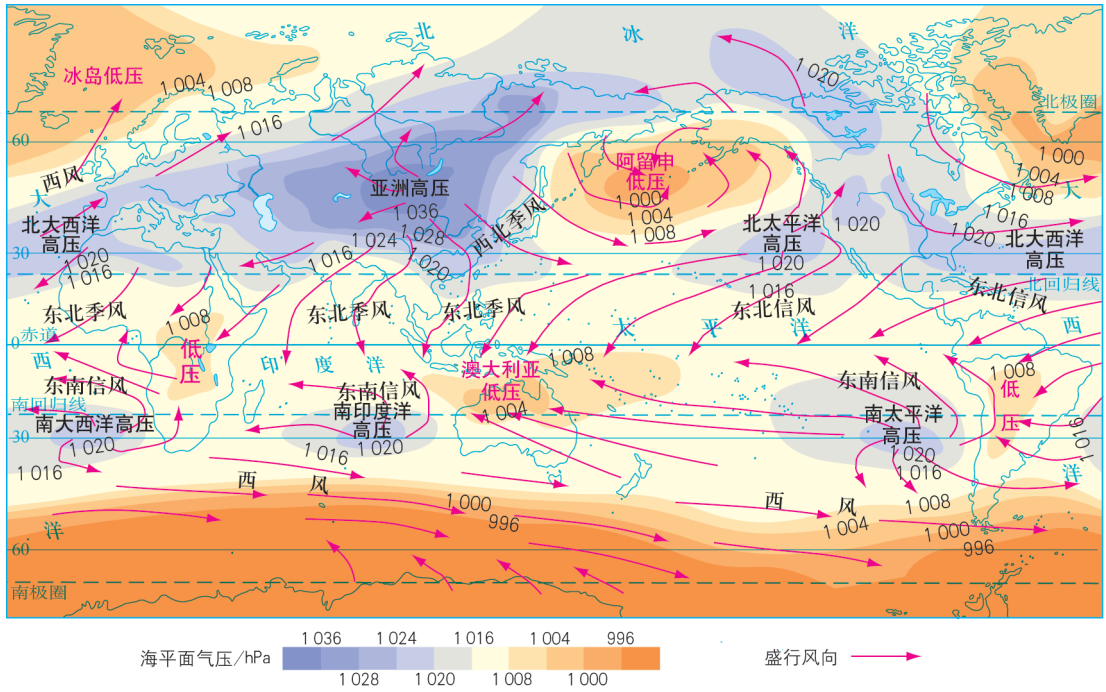 北 冰 洋
冰岛低压
1 004
1 008
1 020
北极圈
1 016
60
1 000
1 004
1 008
西风
阿留申
低压
1 000
1 004
1 008
亚洲高压
1 036
1 028
1 024
1 020
1 016
西北季风
大
大
北大西洋
高压
1 020
1 016
北太平洋
高压
1 020
1 016
1 020
1 016
1 020
北大西洋
高压
30
北回归线
东北季风
东北季风
东北季风
东北信风
东北信风
1 008
低
压
赤道
0
西
印 度 洋
太 平 洋
西
1 008
澳大利亚
低压
1 004
东南信风
东南信风
东南信风
1 008
低
压
南回归线
南大西洋高压
南印度洋
高压
南太平洋
高压
30
1 020
1 016
1 020
1 016
1 020
1 016
1 008
1 016
洋
西 风
西 风
1 000
996
1 004
1 000
996
洋
60
南极圈
海平面气压/hPa
1 036 1 024 1 016 1 004 996
1 028 1 020 1 008 1 000
盛行风向